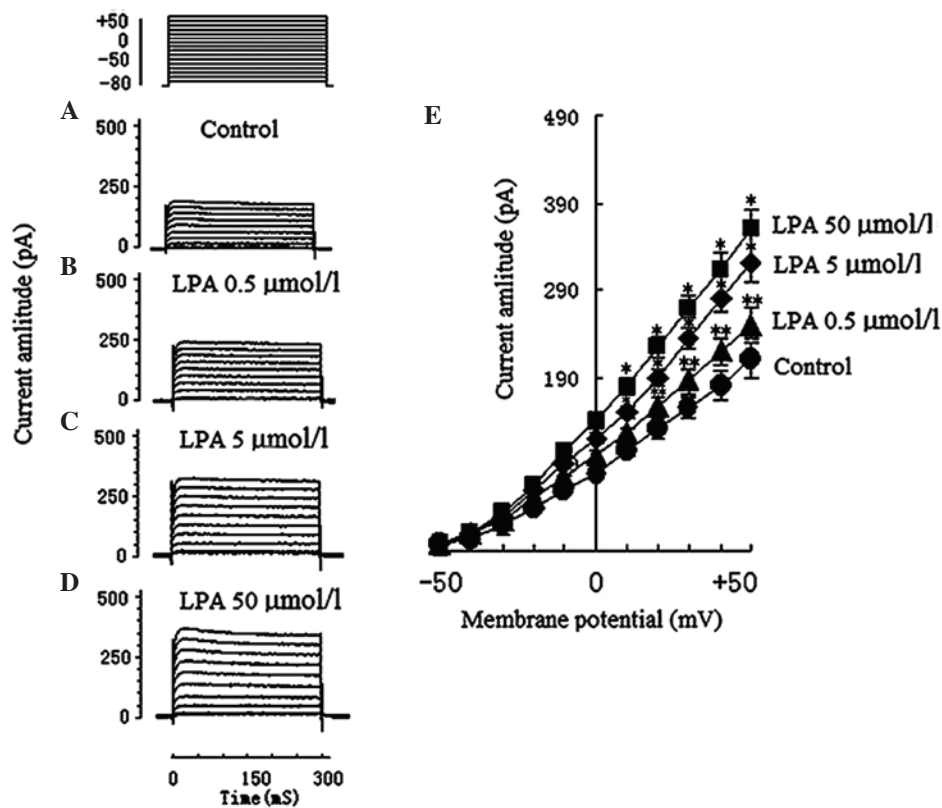 +50
0
-50
-80
A
500
250
0
Control
B
500
250
0
LPA 0.5 μmol/l
C
500
250
0
LPA 5 μmol/l
D
500
250
0
LPA 50 μmol/l
Current amlitude (pA)
0 150 300
Time(mS)
E
490
390
290
190
Current amlitude (pA)
* * * * *
* * * * *
** ** ** **
LPA 50 μmol/l
LPA 5 μmol/l
LPA 0.5 μmol/l
Control
-50 0 +50
Membrane potential (mV)